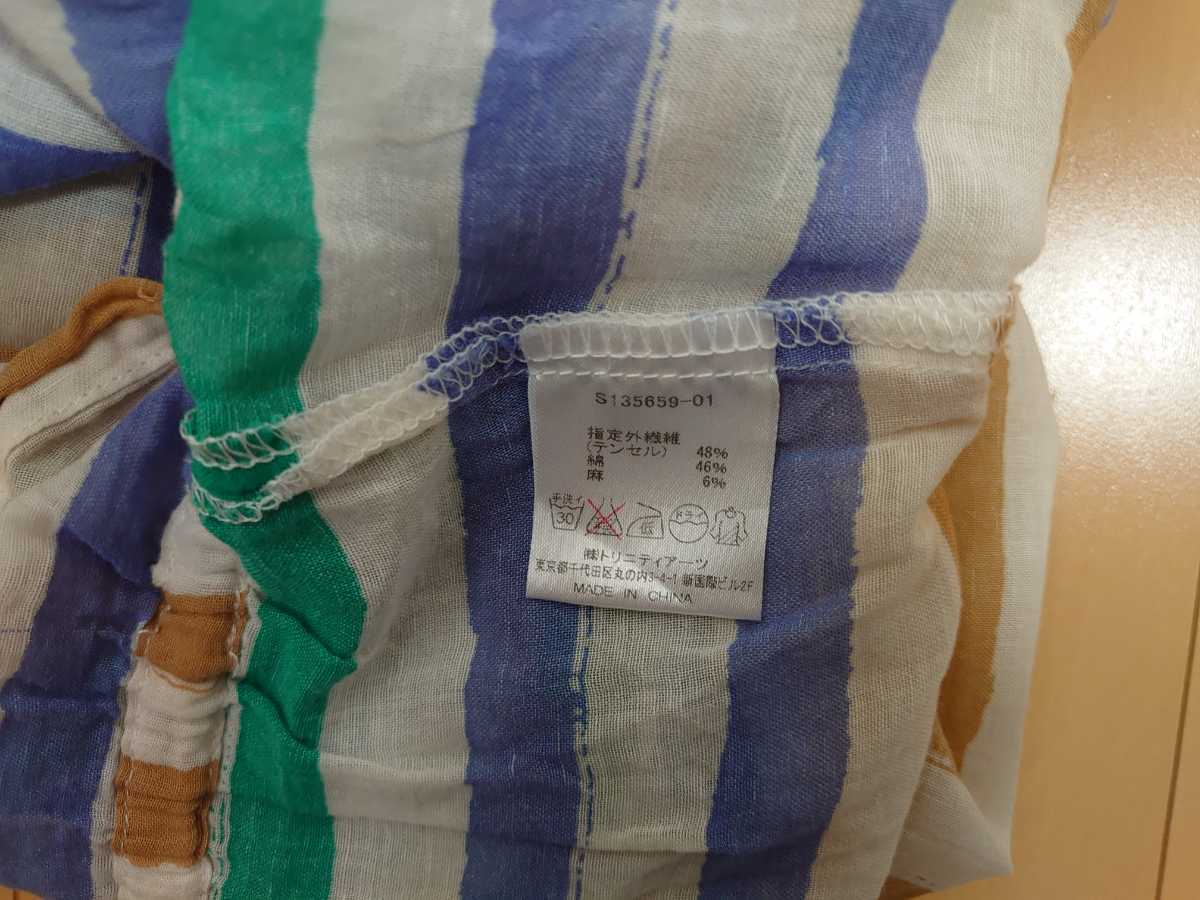 S135659-01
指定外繊維
(テンセル) 48%
綿 46%
麻 6%
手洗イ 30 低 ドライ
㈱トリニティアーツ
東京都千代田区丸の内3-4-1 新国際ビル2F
MADE IN CHINA